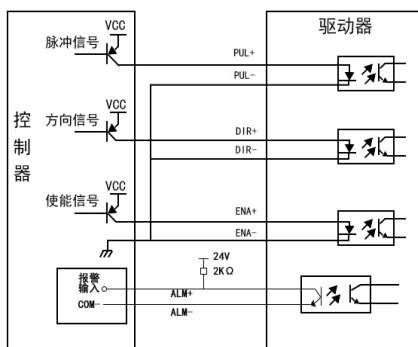 驱动器
VCC
脉冲信号
PUL+
PUL-
VCC
控制器
方向信号
DIR+
DIR-
VCC
使能信号
ENA+
ENA-
24V
2KΩ
报警
输入
ALM+
COM-
ALM-